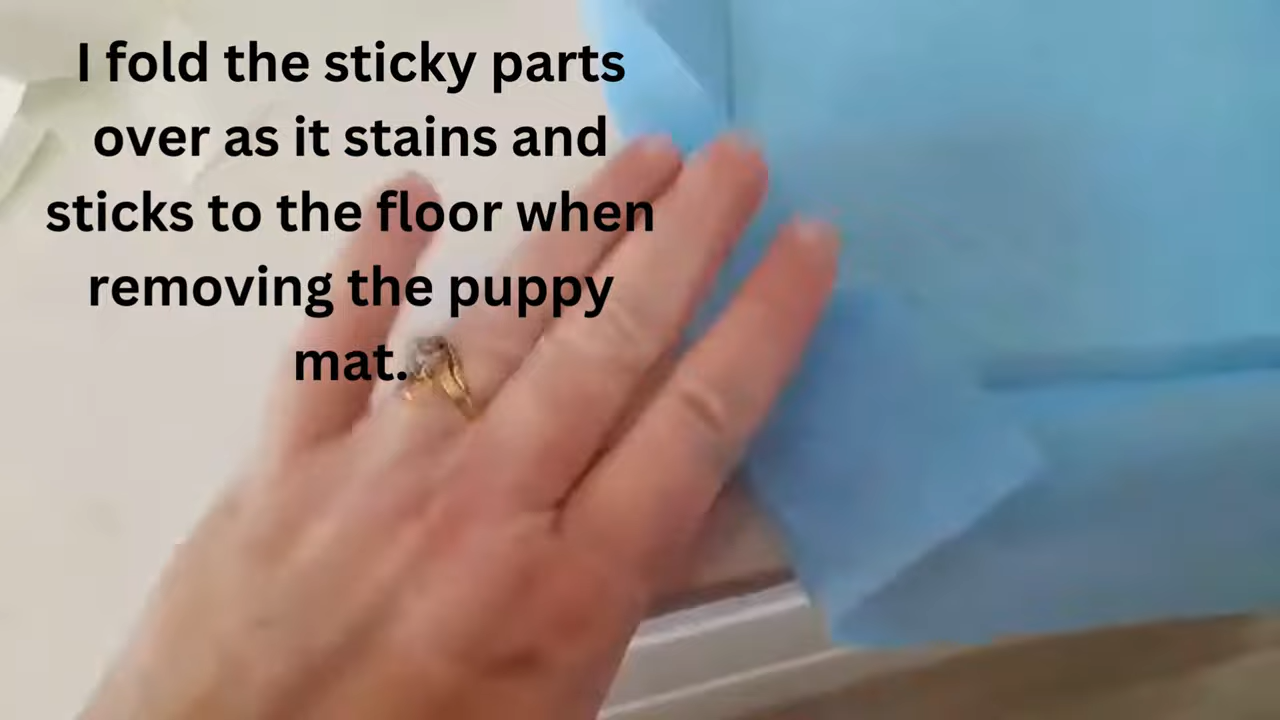 I fold the sticky parts
over as it stains and
sticks to the floor when
removing the puppy
mat.